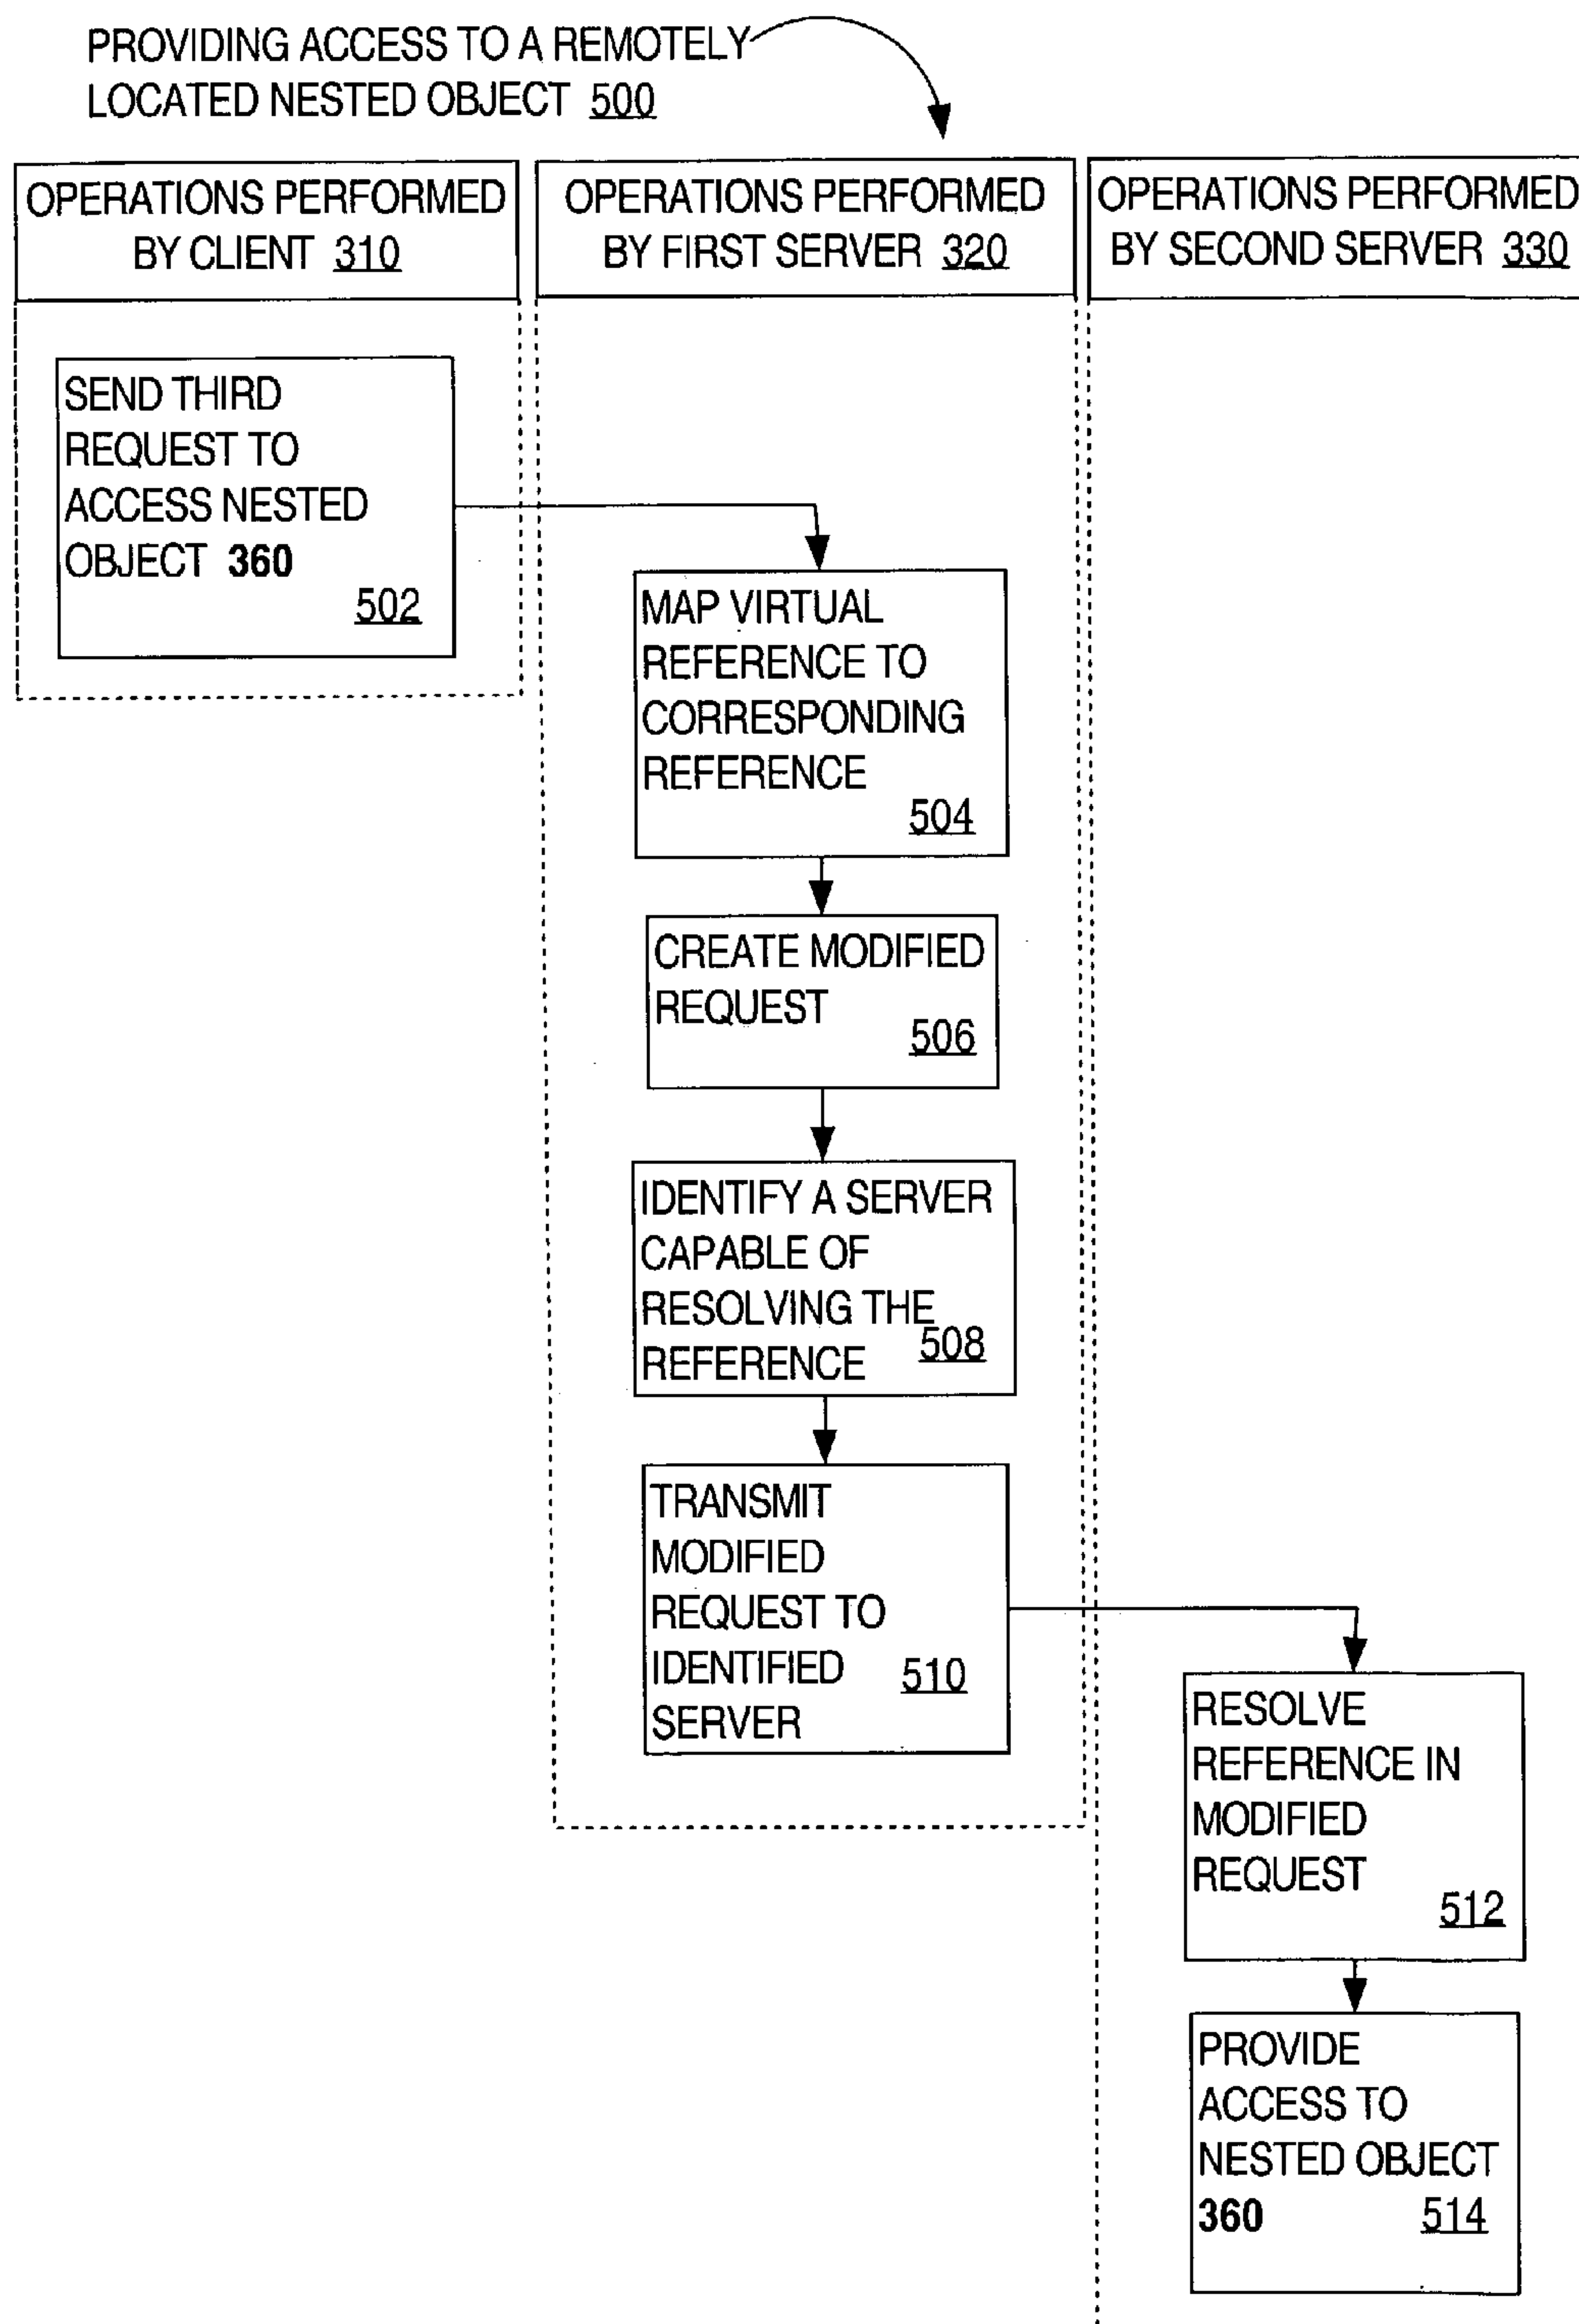 PROVIDING ACCESS TO A REMOTELY
LOCATED NESTED OBJECT 500
OPERATIONS PERFORMED
BY CLIENT 310
OPERATIONS PERFORMED
BY FIRST SERVER 320
OPERATIONS PERFORMED
BY SECOND SERVER 330
SEND THIRD
REQUEST TO
ACCESS NESTED
OBJECT 360
502
MAP VIRTUAL
REFERENCE TO
CORRESPONDING
REFERENCE
504
CREATE MODIFIED
REQUEST
506
IDENTIFY A SERVER
CAPABLE OF
RESOLVING THE
REFERENCE 508
TRANSMIT
MODIFIED
REQUEST TO
IDENTIFIED 510
SERVER
RESOLVE
REFERENCE IN
MODIFIED
REQUEST
512
PROVIDE
ACCESS TO
NESTED OBJECT
360 514